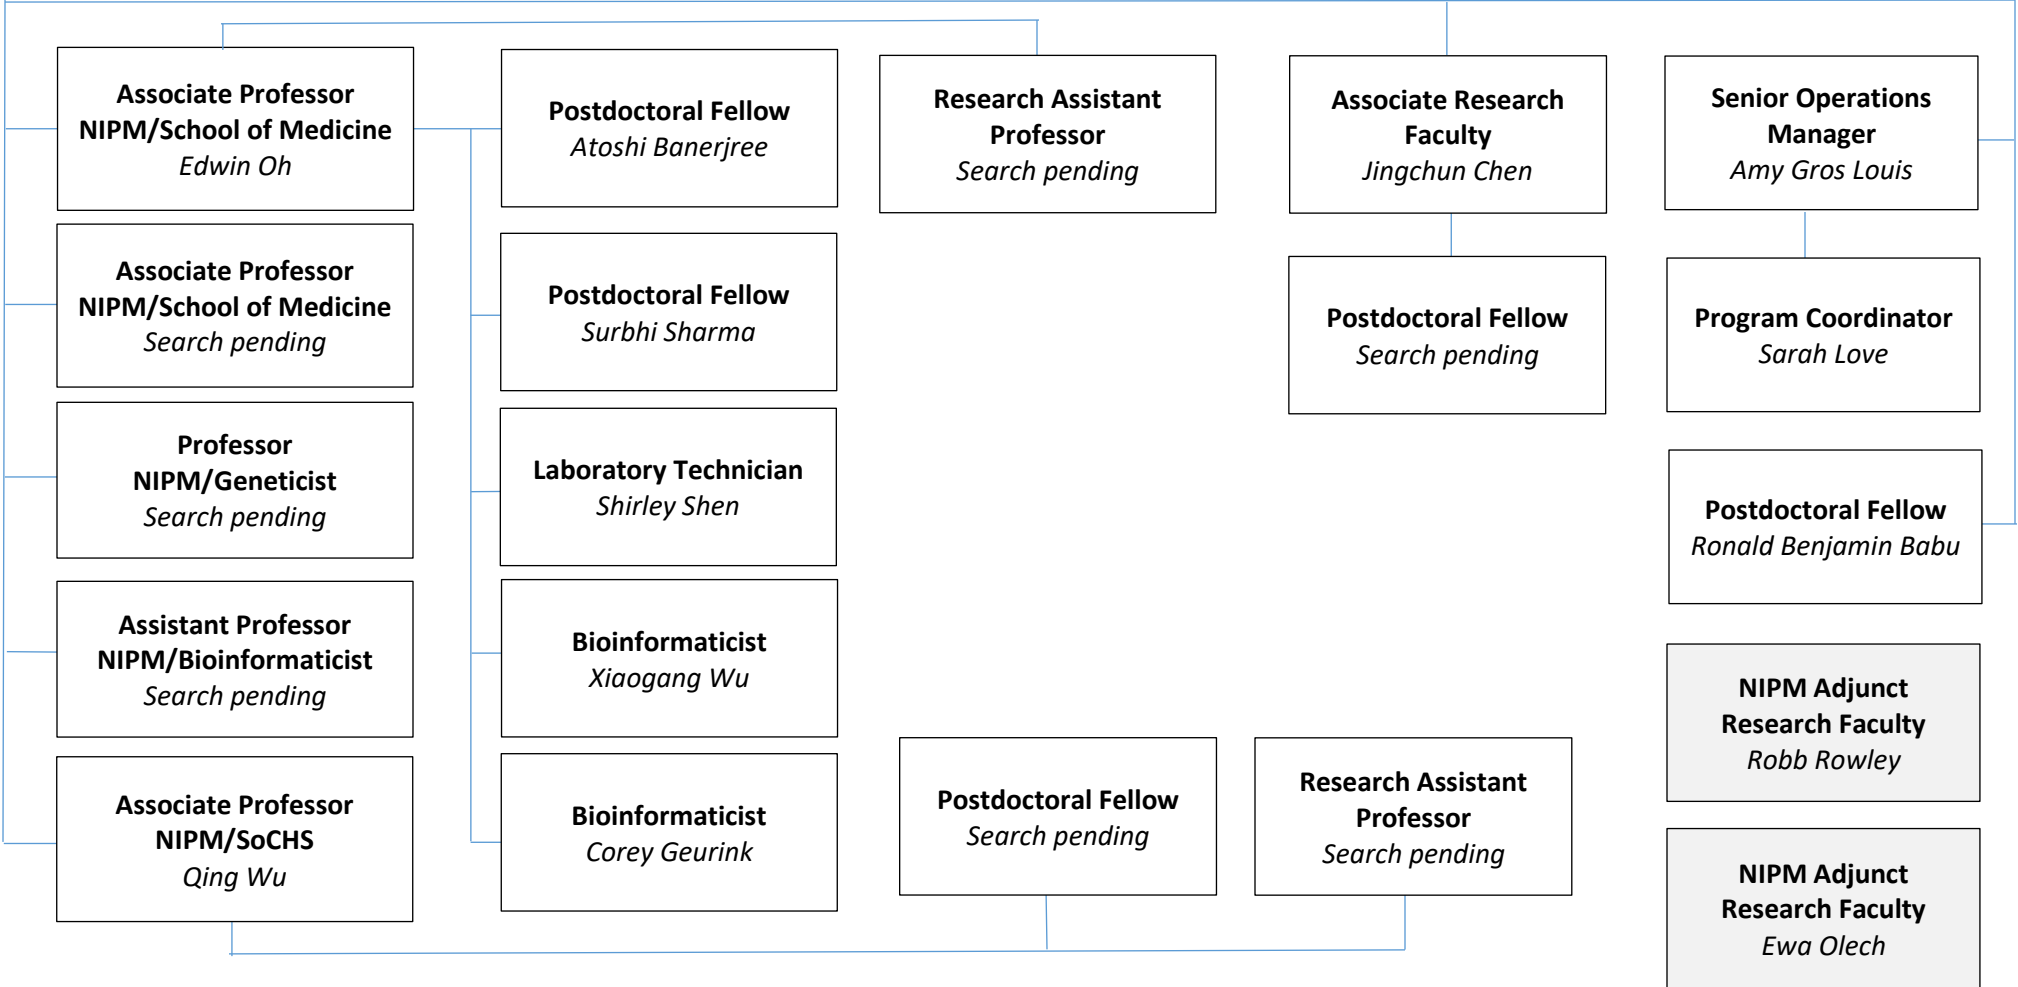 Associate Professor
NIPM/School of Medicine
Edwin Oh
Postdoctoral Fellow
Atoshi Banerjree
Research Assistant
Professor
Search pending
Associate Research
Faculty
Jingchun Chen
Senior Operations
Manager
Amy Gros Louis
Associate Professor
NIPM/School of Medicine
Search pending
Postdoctoral Fellow
Surbhi Sharma
Postdoctoral Fellow
Search pending
Program Coordinator
Sarah Love
Professor
NIPM/Geneticist
Search pending
Laboratory Technician
Shirley Shen
Postdoctoral Fellow
Ronald Benjamin Babu
Assistant Professor
NIPM/Bioinformaticist
Search pending
Bioinformaticist
Xiaogang Wu
NIPM Adjunct
Research Faculty
Robb Rowley
Associate Professor
NIPM/SoCHS
Qing Wu
Bioinformaticist
Corey Geurink
Postdoctoral Fellow
Search pending
Research Assistant
Professor
Search pending
NIPM Adjunct
Research Faculty
Ewa Olech